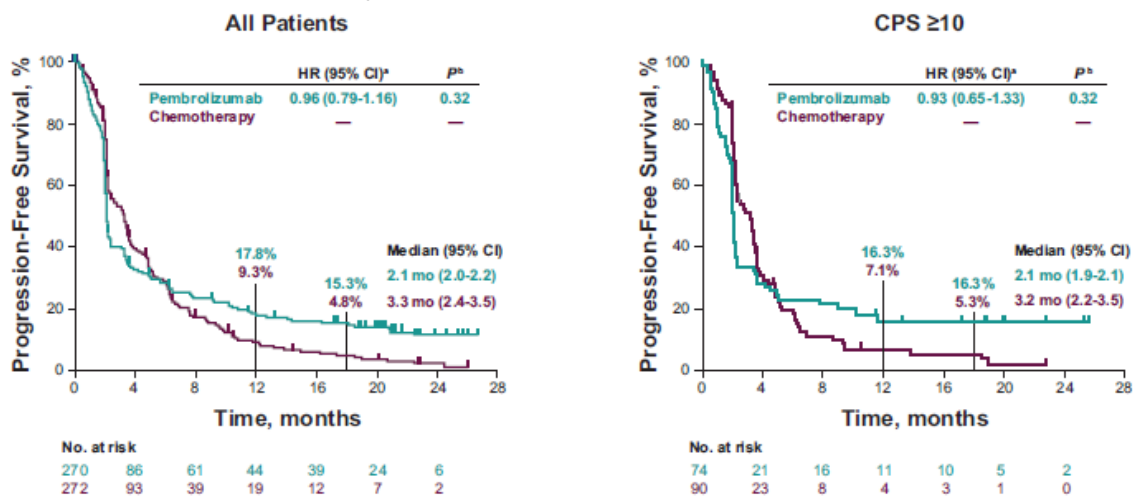 All Patients
Progression-Free Survival, %
100
80
60
40
20
0
HR (95% CI)ᵃ Pᵇ
Pembrolizumab 0.96 (0.79-1.16) 0.32
Chemotherapy — —
17.8%
9.3%
15.3%
4.8%
Median (95% CI)
2.1 mo (2.0-2.2)
3.3 mo (2.4-3.5)
0 4 8 12 16 20 24 28
Time, months
No. at risk
270 86 61 44 39 24 6
272 93 39 19 12 7 2
CPS ≥10
Progression-Free Survival, %
100
80
60
40
20
0
HR (95% CI)ᵃ Pᵇ
Pembrolizumab 0.93 (0.65-1.33) 0.32
Chemotherapy — —
16.3%
7.1%
16.3%
5.3%
Median (95% CI)
2.1 mo (1.9-2.1)
3.2 mo (2.2-3.5)
0 4 8 12 16 20 24 28
Time, months
No. at risk
74 21 16 11 10 5 2
90 23 8 4 3 1 0